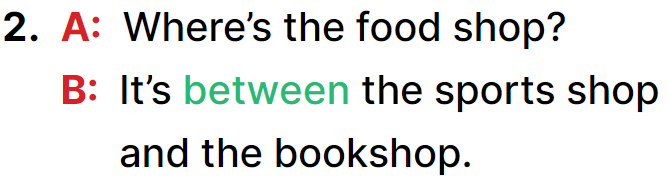 2. A: Where's the food shop?
B: It's between the sports shop
and the bookshop.